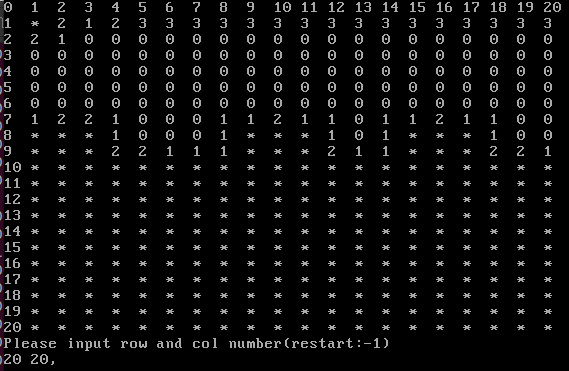 0 1 2 3 4 5 6 7 8 9 10 11 12 13 14 15 16 17 18 19 20
1 * 2 1 2 3 3 3 3 3 3 3 3 3 3 3 3 3 3 3 3
2 2 1 0 0 0 0 0 0 0 0 0 0 0 0 0 0 0 0 0 0
3 0 0 0 0 0 0 0 0 0 0 0 0 0 0 0 0 0 0 0 0
4 0 0 0 0 0 0 0 0 0 0 0 0 0 0 0 0 0 0 0 0
5 0 0 0 0 0 0 0 0 0 0 0 0 0 0 0 0 0 0 0 0
6 0 0 0 0 0 0 0 0 0 0 0 0 0 0 0 0 0 0 0 0
7 1 2 2 1 0 0 0 1 1 2 1 1 0 1 1 2 1 1 0 0
8 * * * 1 0 0 0 1 * * * 1 0 1 * * * 1 0 0
9 * * * 2 2 1 1 1 * * * 2 1 1 * * * 2 2 1
10 * * * * * * * * * * * * * * * * * * * *
11 * * * * * * * * * * * * * * * * * * * *
12 * * * * * * * * * * * * * * * * * * * *
13 * * * * * * * * * * * * * * * * * * * *
14 * * * * * * * * * * * * * * * * * * * *
15 * * * * * * * * * * * * * * * * * * * *
16 * * * * * * * * * * * * * * * * * * * *
17 * * * * * * * * * * * * * * * * * * * *
18 * * * * * * * * * * * * * * * * * * * *
19 * * * * * * * * * * * * * * * * * * * *
20 * * * * * * * * * * * * * * * * * * * *
Please input row and col number(restart:-1)
20 20,